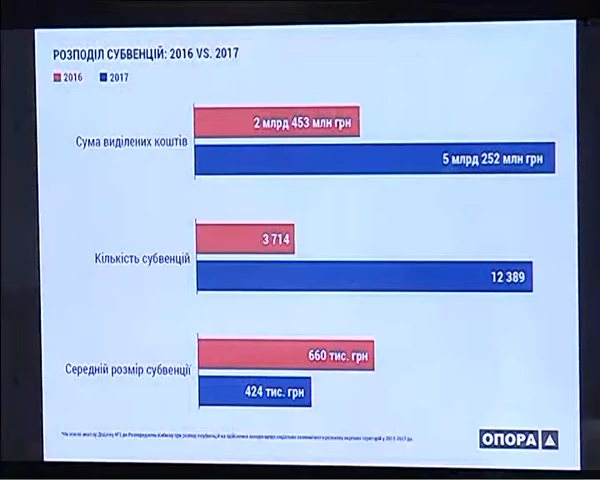 РОЗПОДІЛ СУБВЕНЦІЙ: 2016 VS. 2017
2016 2017
Сума виділених коштів
2 млрд 453 млн грн
5 млрд 252 млн грн
Кількість субвенцій
3 714
12 389
Середній розмір субвенції
660 тис. грн
424 тис. грн
ОПОРА